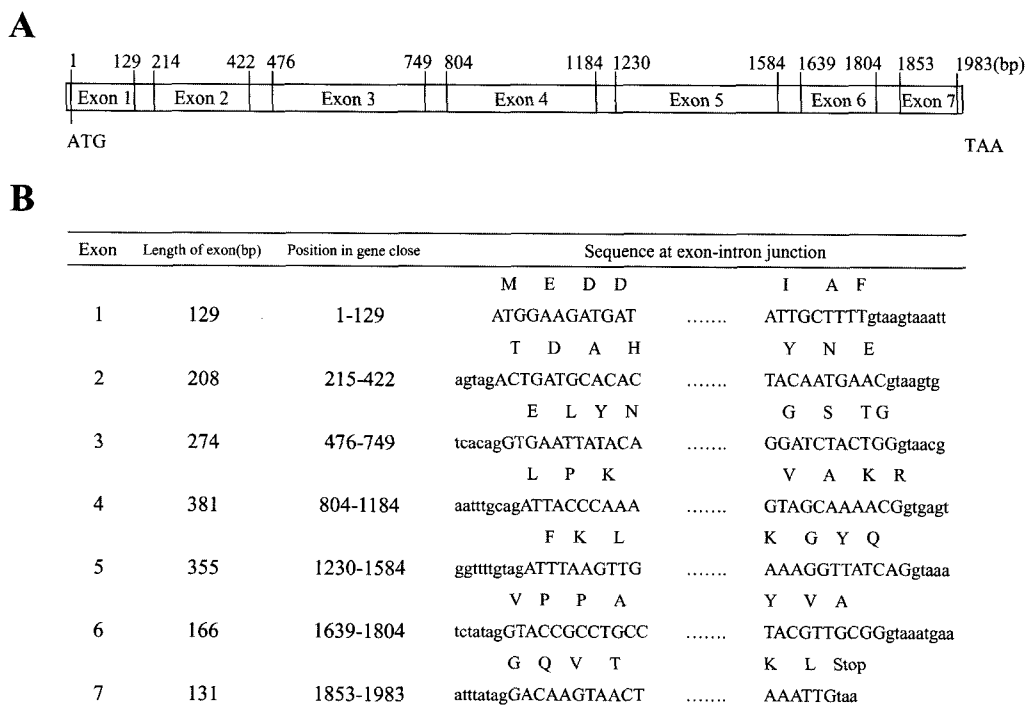 A
1 129 214 422 476 749 804 1184 1230 1584 1639 1804 1853 1983(bp)
Exon 1 Exon 2 Exon 3 Exon 4 Exon 5 Exon 6 Exon 7
ATG TAA
B
Exon Length of exon(bp) Position in gene close Sequence at exon-intron junction
M E D D I A F
1 129 1-129 ATGGAAGATGAT ....... ATTGCTTTTgtaagtaaatt
T D A H Y N E
2 208 215-422 agtagACTGATGCACAC ....... TACAATGAACgtaagtg
E L Y N G S T G
3 274 476-749 tcacagGTGAATTATACA ....... GGATCTACTGGgtaacg
L P K V A K R
4 381 804-1184 aatttgcagATTACCCAAA ....... GTAGCAAAACGgtgagt
F K L K G Y Q
5 355 1230-1584 ggttttgtagATTTAAGTTG ....... AAAGGTTATCAGgtaaa
V P P A Y V A
6 166 1639-1804 tctatagGTACCGCCTGCC ....... TACGTTGCGGgtaaatgaa
G Q V T K L Stop
7 131 1853-1983 atttatagGACAAGTAACT ....... AAATTGtaa